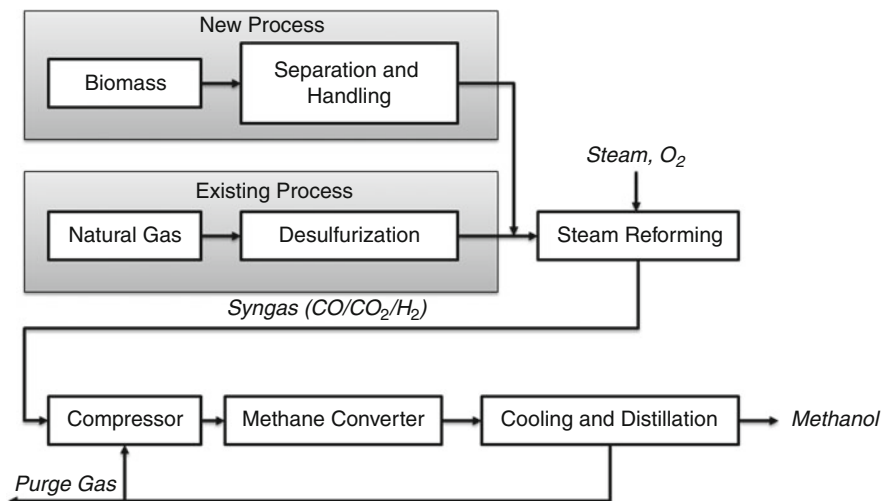 New Process
Biomass
Separation and
Handling
Steam, O2
Existing Process
Natural Gas
Desulfurization
Steam Reforming
Syngas (CO/CO2/H2)
Compressor
Methane Converter
Cooling and Distillation
Methanol
Purge Gas